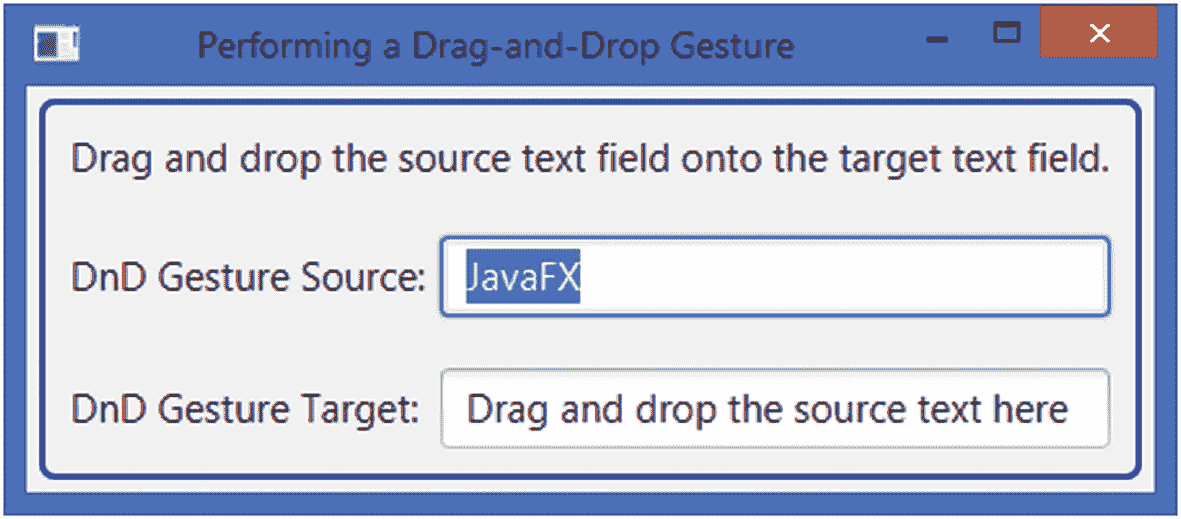 Performing a Drag-and-Drop Gesture
Drag and drop the source text field onto the target text field.
DnD Gesture Source: JavaFX
DnD Gesture Target: Drag and drop the source text here